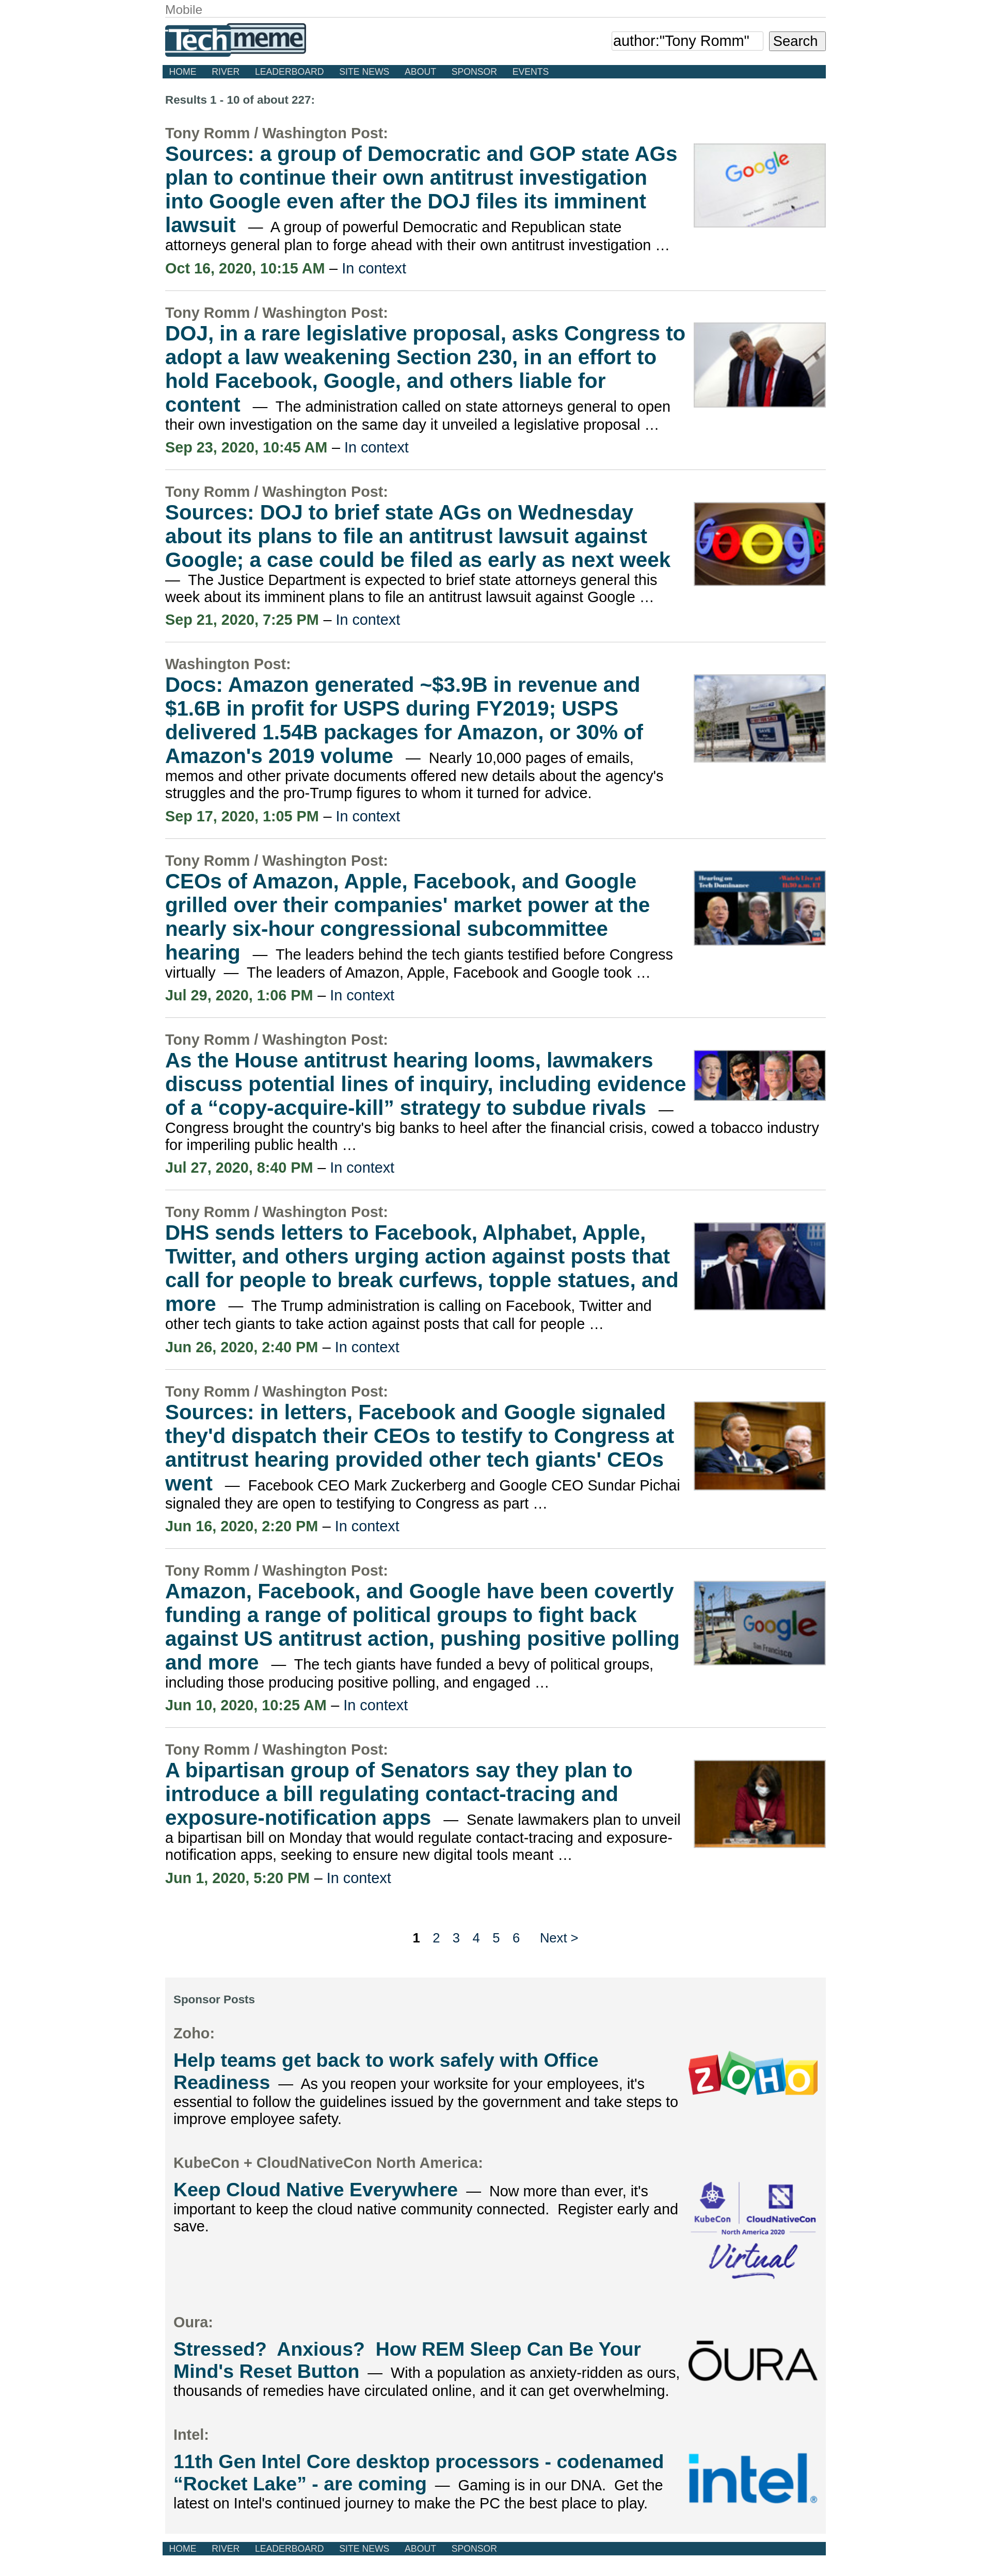 Mobile
Techmeme
author:"Tony Romm" Search
HOME RIVER LEADERBOARD SITE NEWS ABOUT SPONSOR EVENTS
Results 1 - 10 of about 227:
Tony Romm / Washington Post:
Sources: a group of Democratic and GOP state AGs
plan to continue their own antitrust investigation
into Google even after the DOJ files its imminent
lawsuit — A group of powerful Democratic and Republican state
attorneys general plan to forge ahead with their own antitrust investigation …
Oct 16, 2020, 10:15 AM – In context
Google
Tony Romm / Washington Post:
DOJ, in a rare legislative proposal, asks Congress to
adopt a law weakening Section 230, in an effort to
hold Facebook, Google, and others liable for
content — The administration called on state attorneys general to open
their own investigation on the same day it unveiled a legislative proposal …
Sep 23, 2020, 10:45 AM – In context
Tony Romm / Washington Post:
Sources: DOJ to brief state AGs on Wednesday
about its plans to file an antitrust lawsuit against
Google; a case could be filed as early as next week
— The Justice Department is expected to brief state attorneys general this
week about its imminent plans to file an antitrust lawsuit against Google …
Sep 21, 2020, 7:25 PM – In context
Google
Washington Post:
Docs: Amazon generated ~$3.9B in revenue and
$1.6B in profit for USPS during FY2019; USPS
delivered 1.54B packages for Amazon, or 30% of
Amazon's 2019 volume — Nearly 10,000 pages of emails,
memos and other private documents offered new details about the agency's
struggles and the pro-Trump figures to whom it turned for advice.
Sep 17, 2020, 1:05 PM – In context
Tony Romm / Washington Post:
CEOs of Amazon, Apple, Facebook, and Google
grilled over their companies' market power at the
nearly six-hour congressional subcommittee
hearing — The leaders behind the tech giants testified before Congress
virtually — The leaders of Amazon, Apple, Facebook and Google took …
Jul 29, 2020, 1:06 PM – In context
Hearing on
Tech Dominance
Watch Live at
11:30 a.m. ET
Tony Romm / Washington Post:
As the House antitrust hearing looms, lawmakers
discuss potential lines of inquiry, including evidence
of a “copy-acquire-kill” strategy to subdue rivals —
Congress brought the country's big banks to heel after the financial crisis, cowed a tobacco industry
for imperiling public health …
Jul 27, 2020, 8:40 PM – In context
Tony Romm / Washington Post:
DHS sends letters to Facebook, Alphabet, Apple,
Twitter, and others urging action against posts that
call for people to break curfews, topple statues, and
more — The Trump administration is calling on Facebook, Twitter and
other tech giants to take action against posts that call for people …
Jun 26, 2020, 2:40 PM – In context
Tony Romm / Washington Post:
Sources: in letters, Facebook and Google signaled
they'd dispatch their CEOs to testify to Congress at
antitrust hearing provided other tech giants' CEOs
went — Facebook CEO Mark Zuckerberg and Google CEO Sundar Pichai
signaled they are open to testifying to Congress as part …
Jun 16, 2020, 2:20 PM – In context
Tony Romm / Washington Post:
Amazon, Facebook, and Google have been covertly
funding a range of political groups to fight back
against US antitrust action, pushing positive polling
and more — The tech giants have funded a bevy of political groups,
including those producing positive polling, and engaged …
Jun 10, 2020, 10:25 AM – In context
Google
San Francisco
Tony Romm / Washington Post:
A bipartisan group of Senators say they plan to
introduce a bill regulating contact-tracing and
exposure-notification apps — Senate lawmakers plan to unveil
a bipartisan bill on Monday that would regulate contact-tracing and exposure-
notification apps, seeking to ensure new digital tools meant …
Jun 1, 2020, 5:20 PM – In context
1 2 3 4 5 6 Next >
Sponsor Posts
Zoho:
Help teams get back to work safely with Office
Readiness — As you reopen your worksite for your employees, it's
essential to follow the guidelines issued by the government and take steps to
improve employee safety.
ZOHO
KubeCon + CloudNativeCon North America:
Keep Cloud Native Everywhere — Now more than ever, it's
important to keep the cloud native community connected. Register early and
save.
KubeCon CloudNativeCon
North America 2020
Virtual
Oura:
Stressed? Anxious? How REM Sleep Can Be Your
Mind's Reset Button — With a population as anxiety-ridden as ours,
thousands of remedies have circulated online, and it can get overwhelming.
ŌURA
Intel:
11th Gen Intel Core desktop processors - codenamed
“Rocket Lake” - are coming — Gaming is in our DNA. Get the
latest on Intel's continued journey to make the PC the best place to play.
intel®
HOME RIVER LEADERBOARD SITE NEWS ABOUT SPONSOR